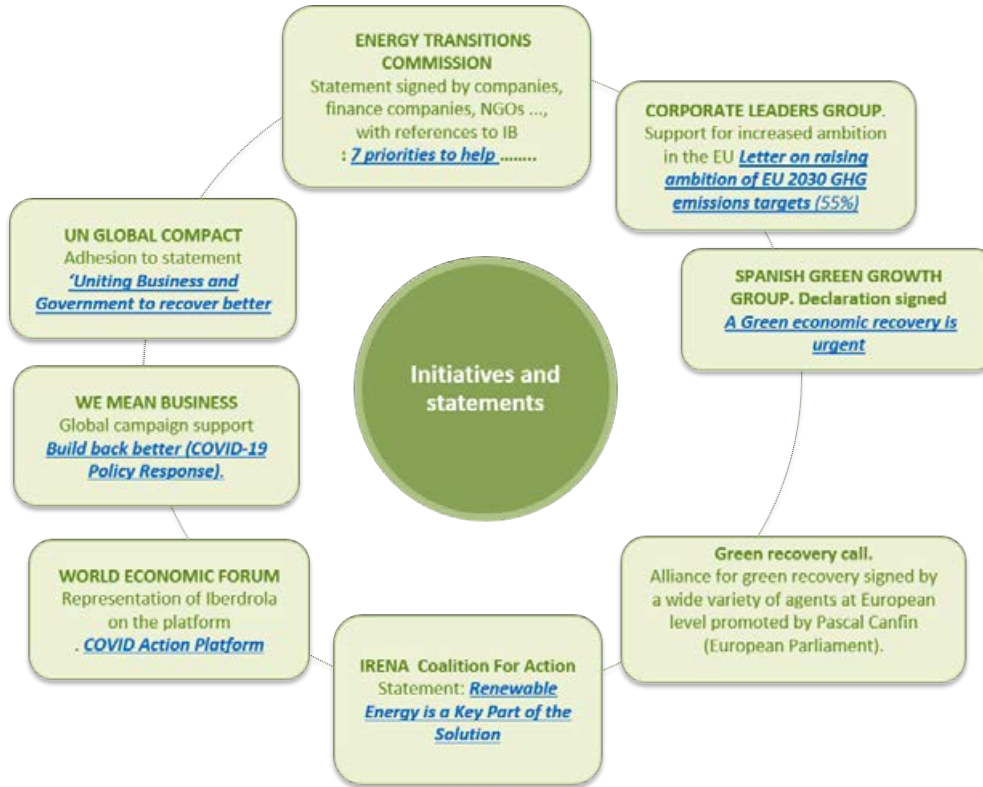 ENERGY TRANSITIONS
COMMISSION
Statement signed by companies,
finance companies, NGOs ...,
with references to IB
: 7 priorities to help ........
CORPORATE LEADERS GROUP.
Support for increased ambition
in the EU Letter on raising
ambition of EU 2030 GHG
emissions targets (55%)
UN GLOBAL COMPACT
Adhesion to statement
‘Uniting Business and
Government to recover better
SPANISH GREEN GROWTH
GROUP. Declaration signed
A Green economic recovery is
urgent
Initiatives and
statements
WE MEAN BUSINESS
Global campaign support
Build back better (COVID-19
Policy Response).
WORLD ECONOMIC FORUM
Representation of Iberdrola
on the platform
. COVID Action Platform
Green recovery call.
Alliance for green recovery signed by
a wide variety of agents at European
level promoted by Pascal Canfin
(European Parliament).
IRENA Coalition For Action
Statement: Renewable
Energy is a Key Part of the
Solution